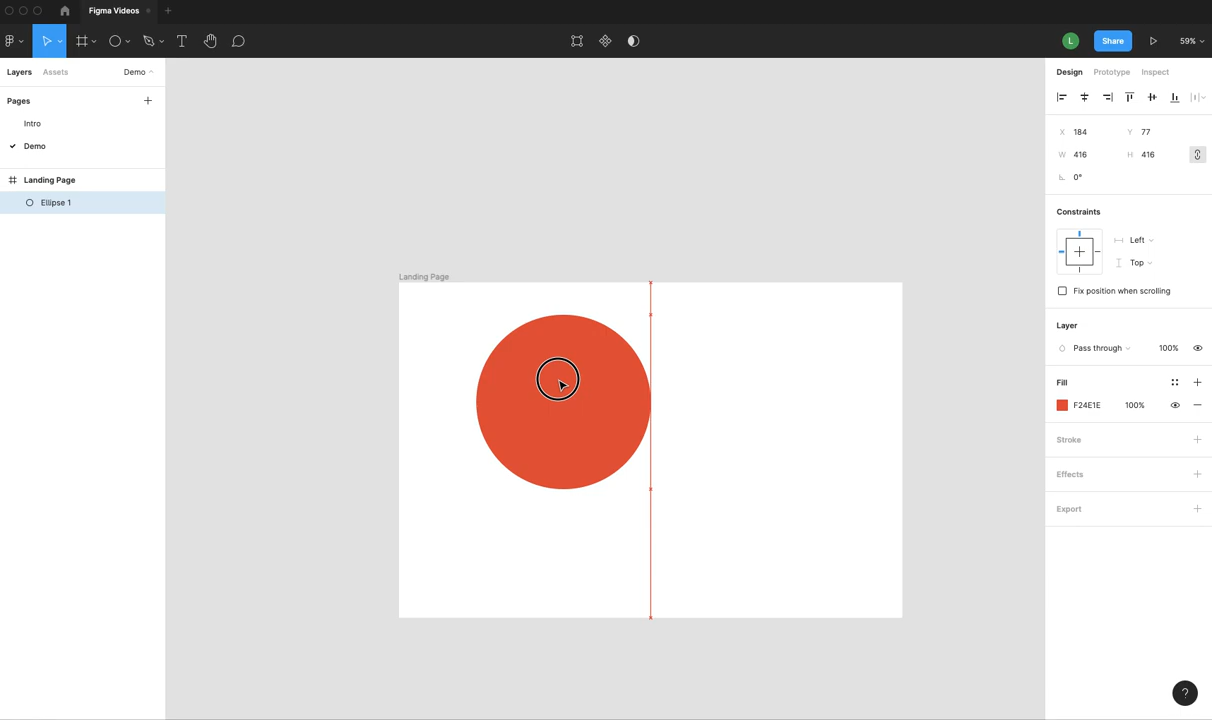 Figma Videos
L
Share
59%
Layers
Assets
Demo
Pages
Intro
Demo
Landing Page
Ellipse 1
Landing Page
Design
Prototype
Inspect
X 184
Y 77
W 416
H 416
0°
Constraints
Left
Top
Fix position when scrolling
Layer
Pass through
100%
Fill
F24E1E
100%
Stroke
Effects
Export
?